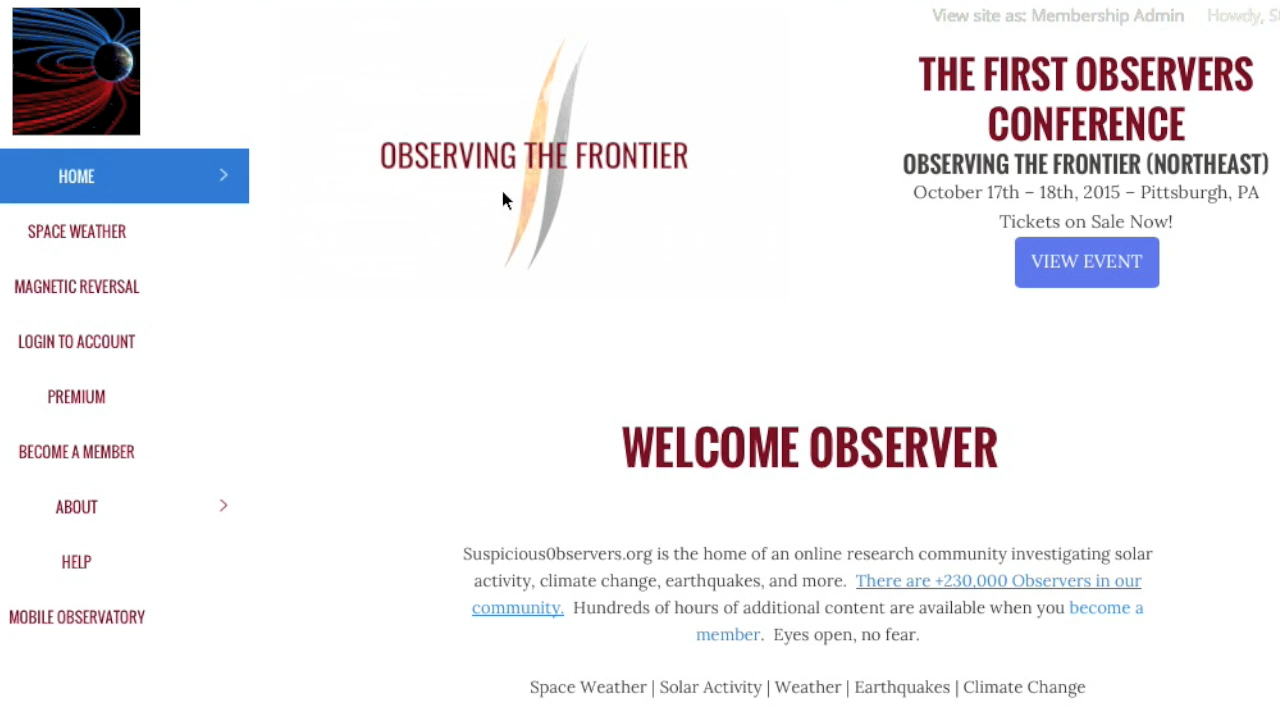 View site as: Membership Admin Howdy,
THE FIRST OBSERVERS
CONFERENCE
OBSERVING THE FRONTIER (NORTHEAST)
October 17th – 18th, 2015 – Pittsburgh, PA
Tickets on Sale Now!
VIEW EVENT
OBSERVING THE FRONTIER
HOME
SPACE WEATHER
MAGNETIC REVERSAL
LOGIN TO ACCOUNT
PREMIUM
BECOME A MEMBER
ABOUT
HELP
MOBILE OBSERVATORY
WELCOME OBSERVER
Suspicious0bservers.org is the home of an online research community investigating solar
activity, climate change, earthquakes, and more. There are +230,000 Observers in our
community. Hundreds of hours of additional content are available when you become a
member. Eyes open, no fear.
Space Weather | Solar Activity | Weather | Earthquakes | Climate Change